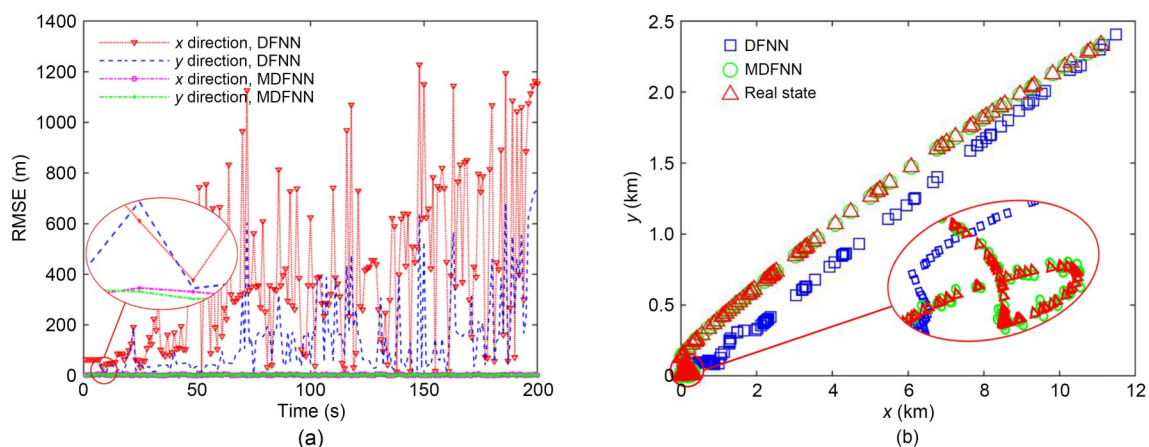 1400
1200
1000
800
600
400
200
0
RMSE (m)
x direction, DFNN
y direction, DFNN
x direction, MDFNN
y direction, MDFNN
0 50 100 150 200
Time (s)
(a)
2.5
2.0
1.5
1.0
0.5
0
y (km)
DFNN
MDFNN
Real state
0 2 4 6 8 10 12
x (km)
(b)